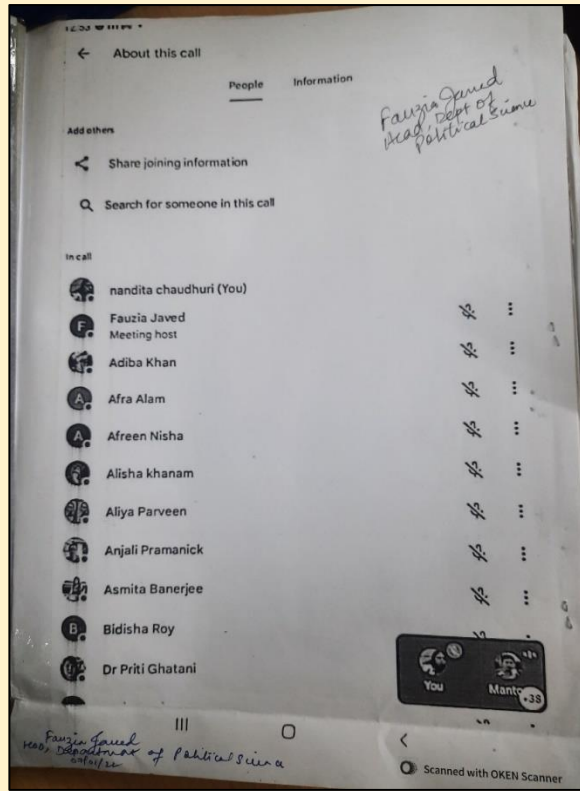 12:53
← About this call
People Information
Fauzia Javed
Head, Dept of
Political Science
Add others
Share joining information
Search for someone in this call
In call
nandita chaudhuri (You)
F Fauzia Javed
Meeting host
Adiba Khan
A Afra Alam
A Afreen Nisha
Alisha khanam
Aliya Parveen
Anjali Pramanick
Asmita Banerjee
B Bidisha Roy
Dr Priti Ghatani
You Manto +38
Fauzia Javed
Head, Department of Political Science
Scanned with OKEN Scanner